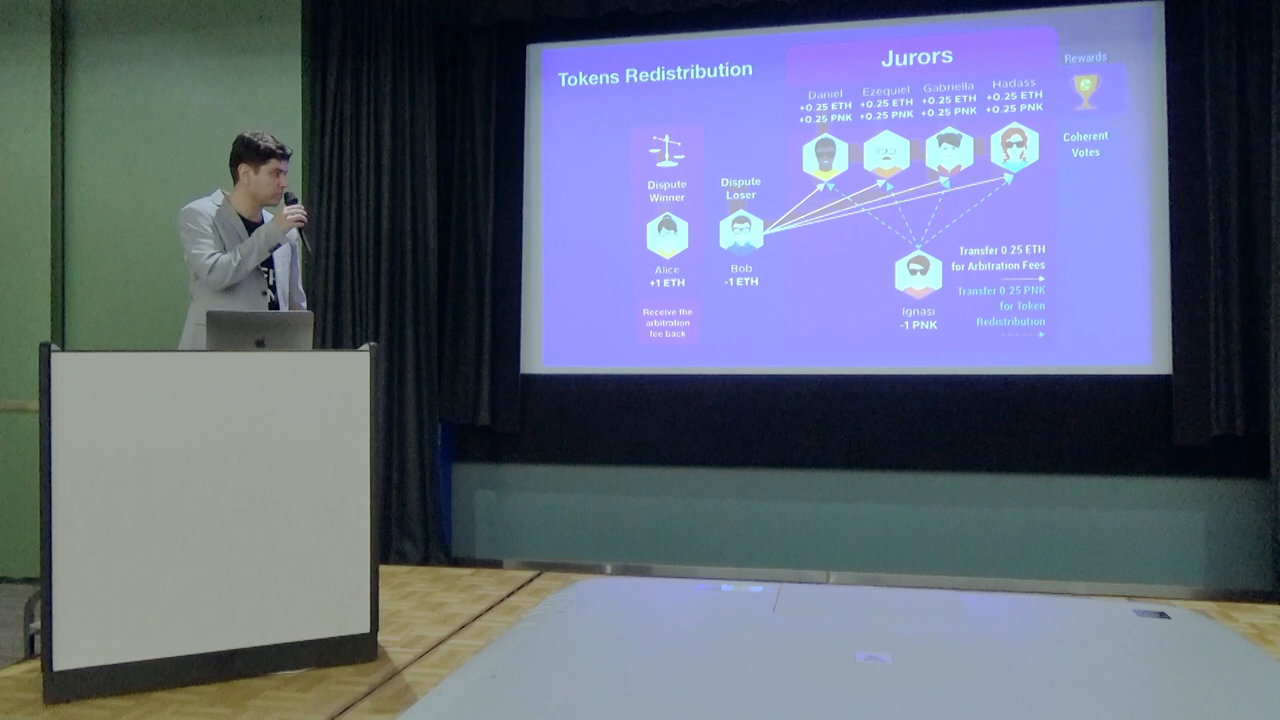 Tokens Redistribution
Jurors
Rewards
Daniel
+0.25 ETH
+0.25 PNK
Ezequiel
+0.25 ETH
+0.25 PNK
Gabriella
+0.25 ETH
+0.25 PNK
Hadass
+0.25 ETH
+0.25 PNK
Coherent
Votes
Dispute
Winner
Alice
+1 ETH
Receive the
arbitration
fee back
Dispute
Loser
Bob
-1 ETH
Ignasi
-1 PNK
Transfer 0.25 ETH
for Arbitration Fees
Transfer 0.25 PNK
for Token
Redistribution